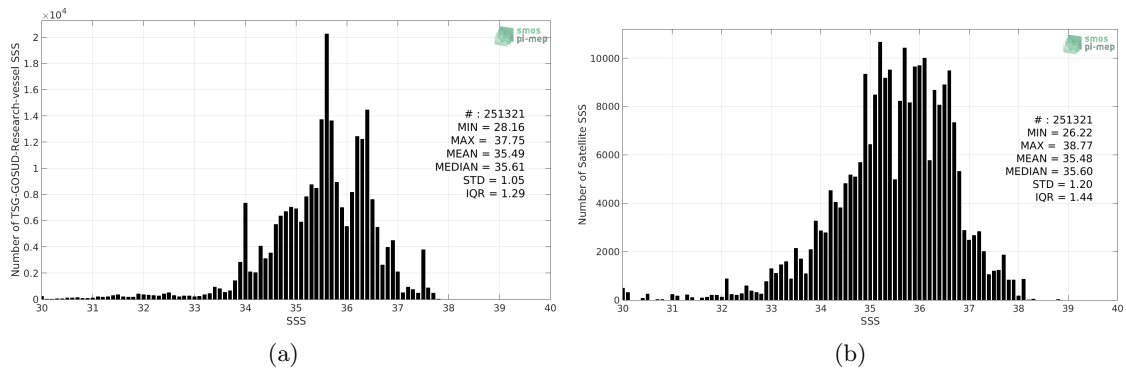 ×10⁴
2
1.8
1.6
1.4
1.2
1
0.8
0.6
0.4
0.2
0
Number of TSG-GOSUD-Research-vessel SSS
30 31 32 33 34 35 36 37 38 39 40
SSS
smos
pi-mep
# : 251321
MIN = 28.16
MAX = 37.75
MEAN = 35.49
MEDIAN = 35.61
STD = 1.05
IQR = 1.29
(a)
10000
8000
6000
4000
2000
0
Number of Satellite SSS
30 31 32 33 34 35 36 37 38 39 40
SSS
smos
pi-mep
# : 251321
MIN = 26.22
MAX = 38.77
MEAN = 35.48
MEDIAN = 35.60
STD = 1.20
IQR = 1.44
(b)